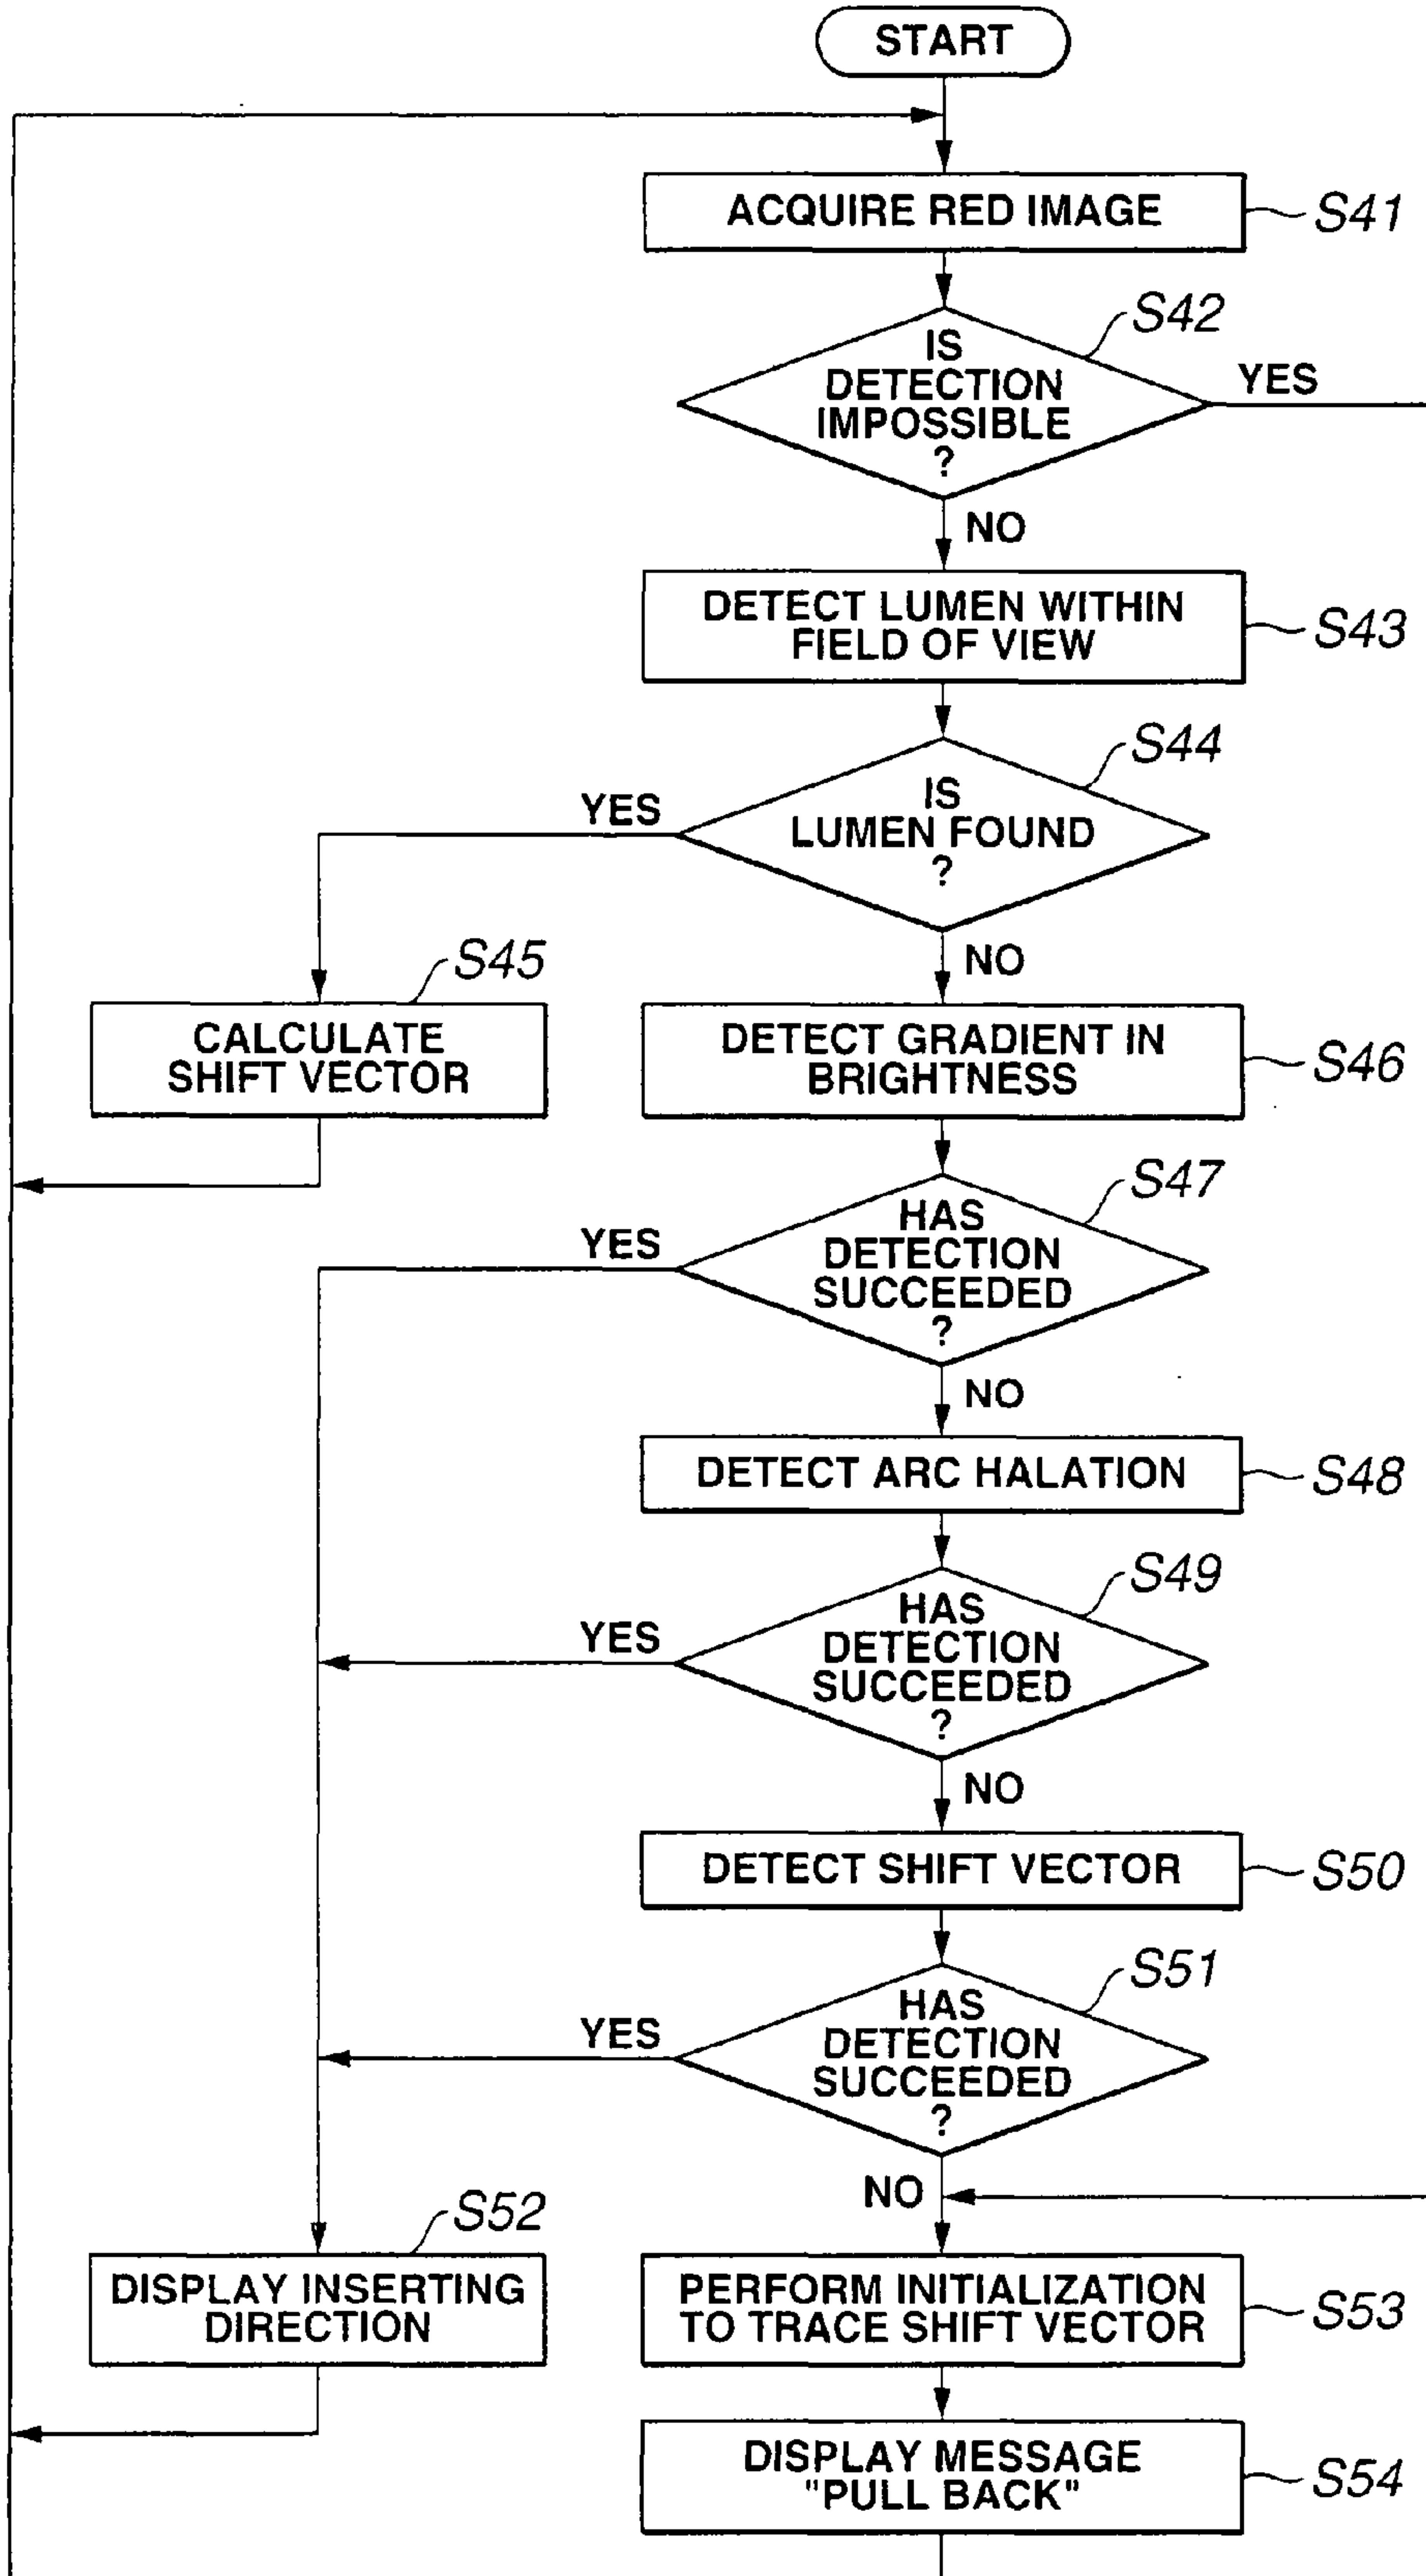 START
ACQUIRE RED IMAGE
S41
S42
IS
DETECTION
IMPOSSIBLE
?
YES
NO
DETECT LUMEN WITHIN
FIELD OF VIEW
S43
S44
IS
LUMEN FOUND
?
YES
NO
S45
CALCULATE
SHIFT VECTOR
DETECT GRADIENT IN
BRIGHTNESS
S46
S47
HAS
DETECTION
SUCCEEDED
?
YES
NO
DETECT ARC HALATION
S48
S49
HAS
DETECTION
SUCCEEDED
?
YES
NO
DETECT SHIFT VECTOR
S50
S51
HAS
DETECTION
SUCCEEDED
?
YES
NO
S52
DISPLAY INSERTING
DIRECTION
PERFORM INITIALIZATION
TO TRACE SHIFT VECTOR
S53
DISPLAY MESSAGE
"PULL BACK"
S54